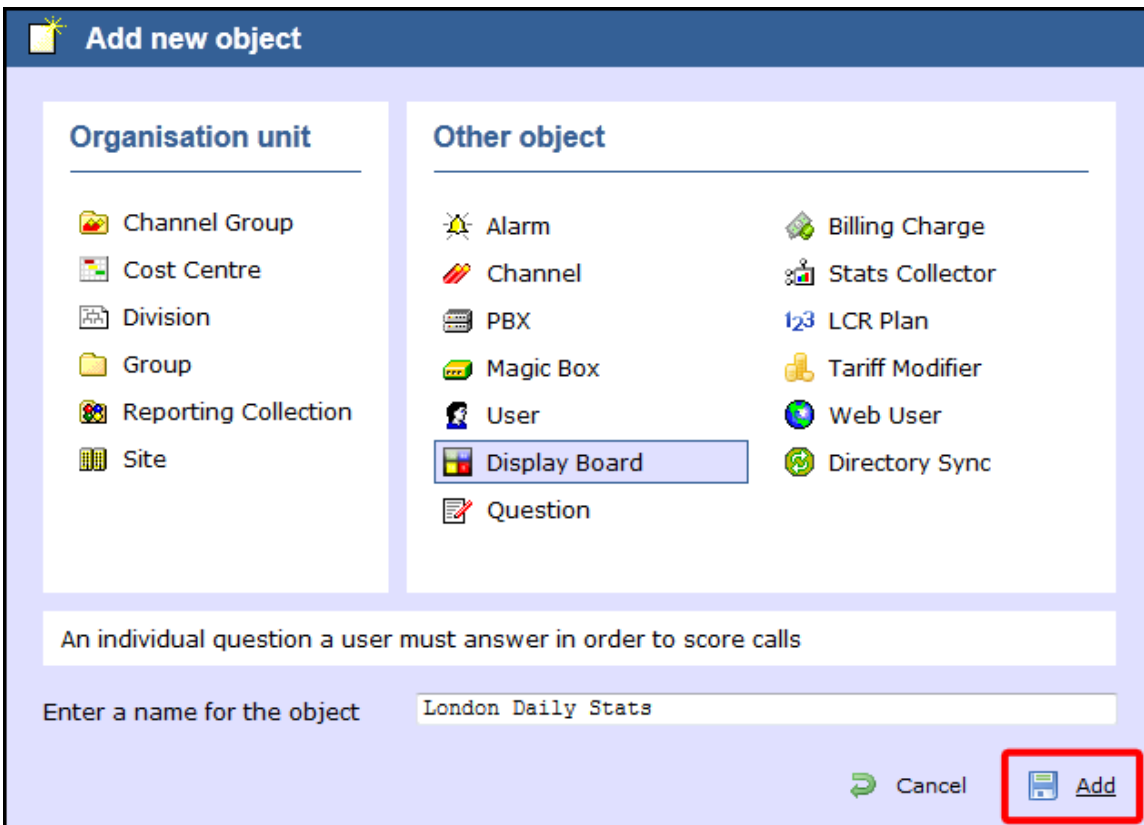 Add new object
Organisation unit
Channel Group
Cost Centre
Division
Group
Reporting Collection
Site
Other object
Alarm
Channel
PBX
Magic Box
User
Display Board
Question
Billing Charge
Stats Collector
123 LCR Plan
Tariff Modifier
Web User
Directory Sync
An individual question a user must answer in order to score calls
Enter a name for the object London Daily Stats
Cancel Add